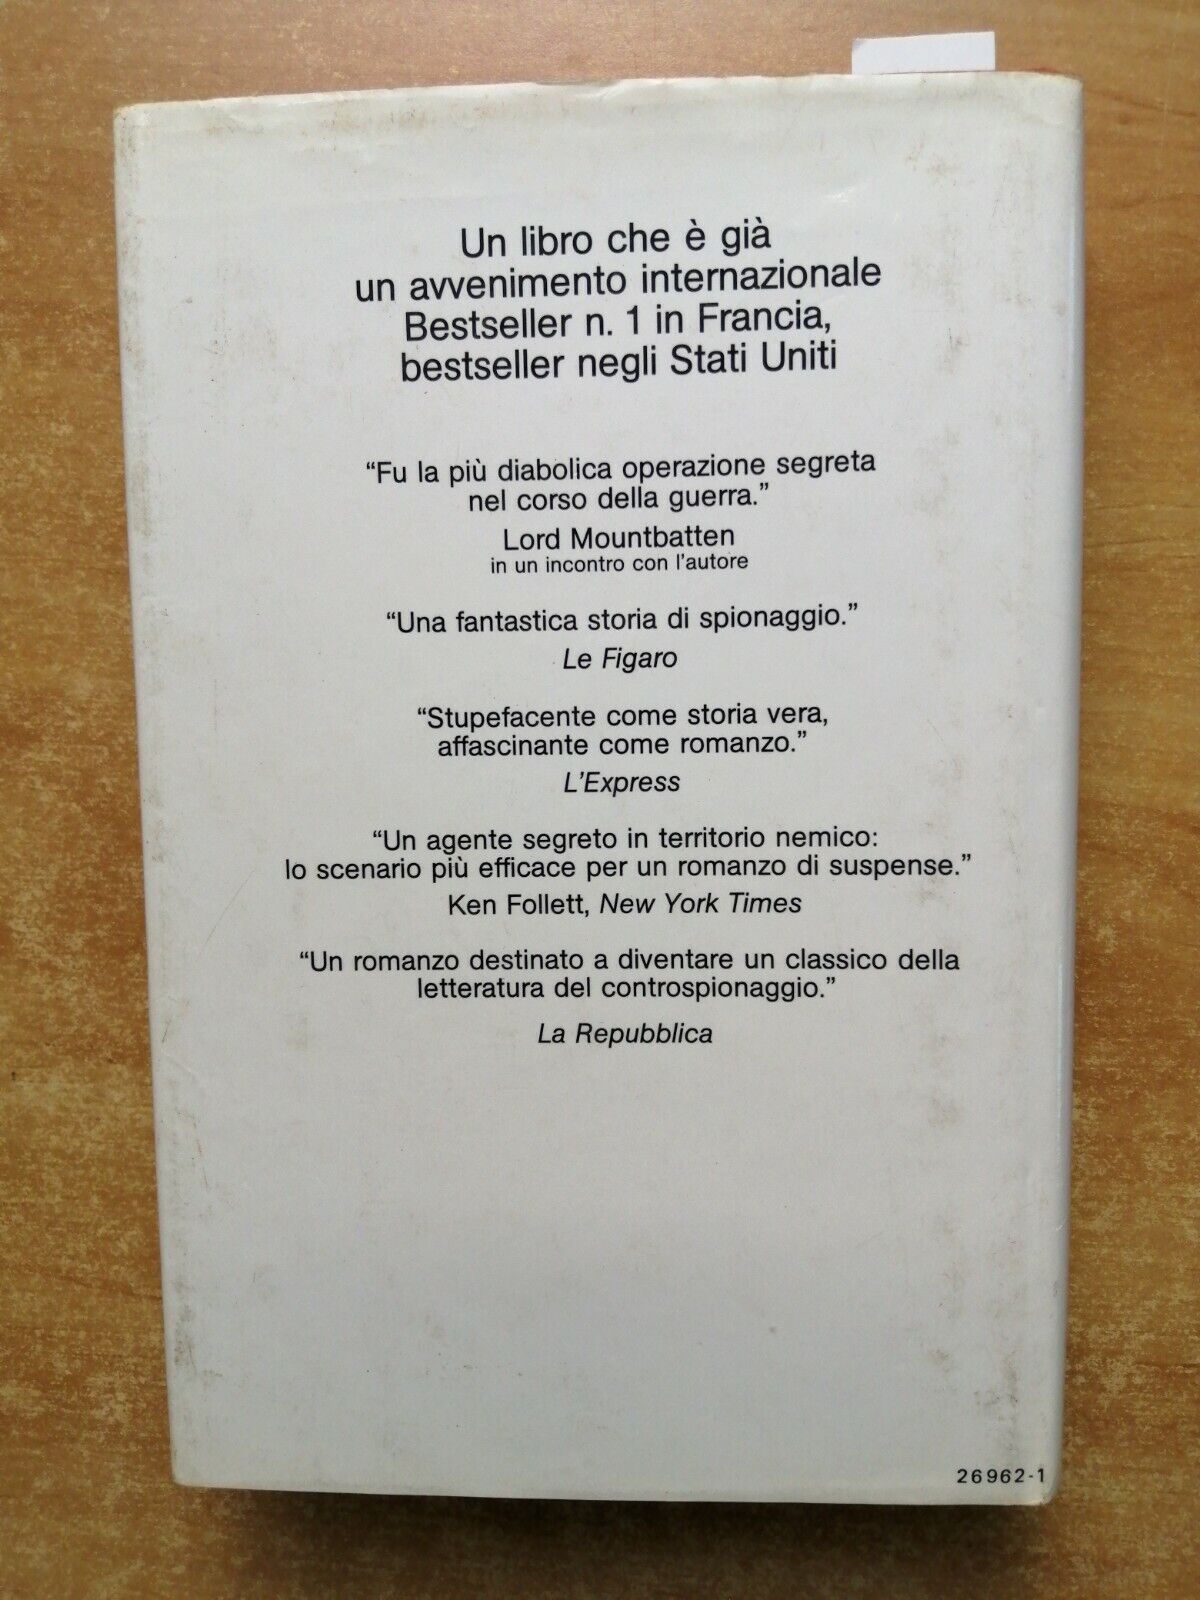 Un libro che è già
un avvenimento internazionale
Bestseller n. 1 in Francia,
bestseller negli Stati Uniti
“Fu la più diabolica operazione segreta
nel corso della guerra.”
Lord Mountbatten
in un incontro con l’autore
“Una fantastica storia di spionaggio.”
Le Figaro
“Stupefacente come storia vera,
affascinante come romanzo.”
L’Express
“Un agente segreto in territorio nemico:
lo scenario più efficace per un romanzo di suspense.”
Ken Follett, New York Times
“Un romanzo destinato a diventare un classico della
letteratura del controspionaggio.”
La Repubblica
26962-1